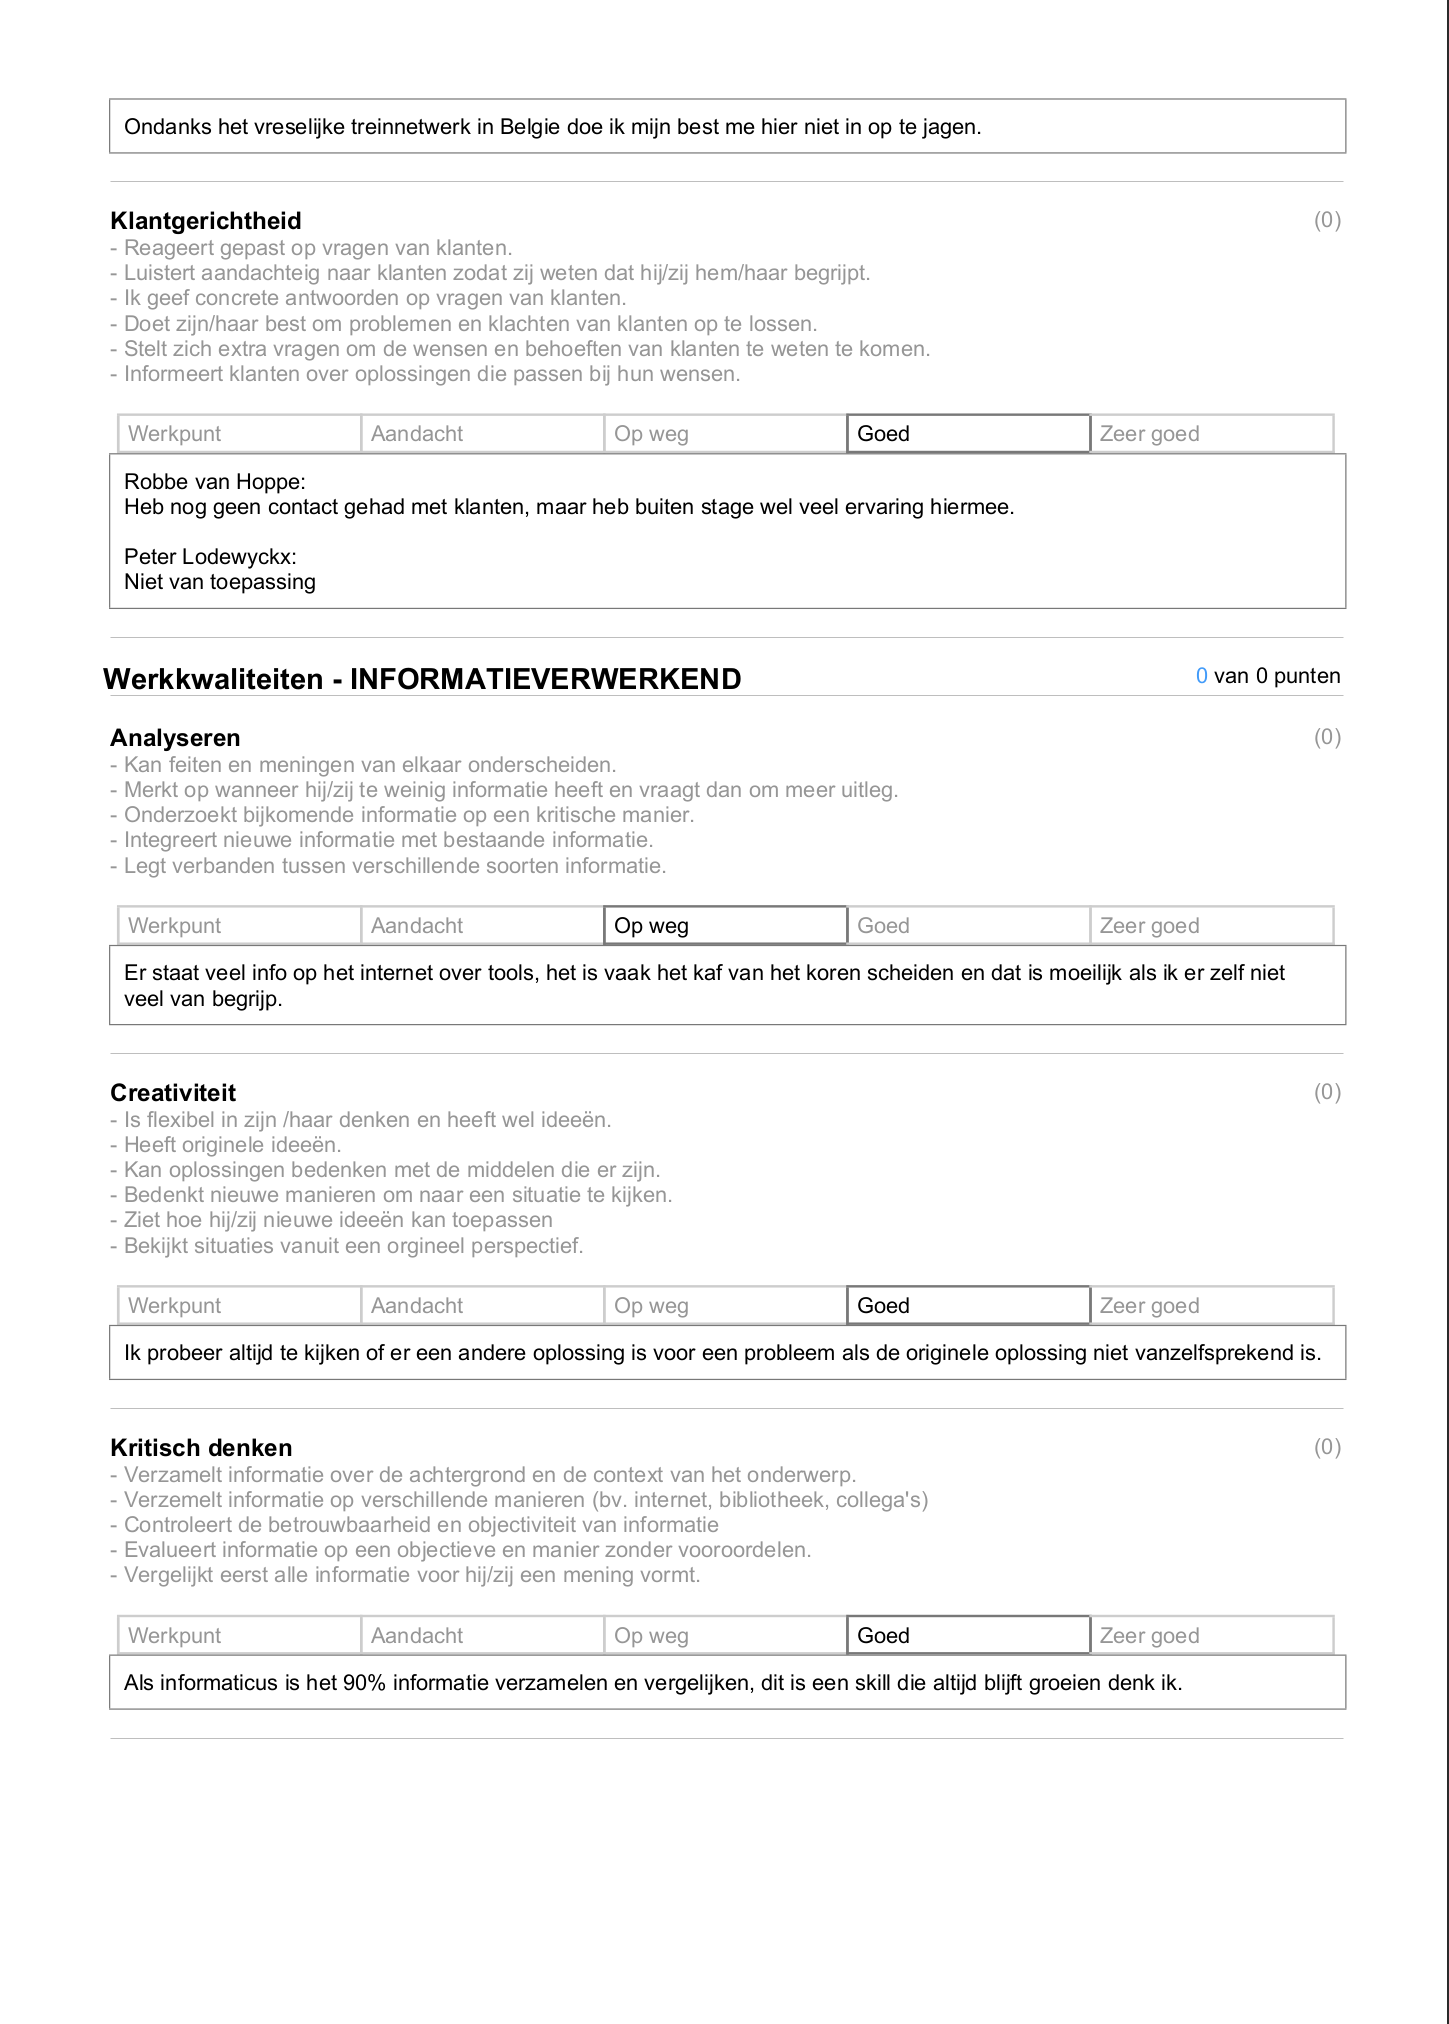 Ondanks het vreselijke treinnetwerk in Belgie doe ik mijn best me hier niet in op te jagen.
Klantgerichtheid (0)
- Reageert gepast op vragen van klanten.
- Luistert aandachteig naar klanten zodat zij weten dat hij/zij hem/haar begrijpt.
- Ik geef concrete antwoorden op vragen van klanten.
- Doet zijn/haar best om problemen en klachten van klanten op te lossen.
- Stelt zich extra vragen om de wensen en behoeften van klanten te weten te komen.
- Informeert klanten over oplossingen die passen bij hun wensen.
Werkpunt Aandacht Op weg Goed Zeer goed
Robbe van Hoppe:
Heb nog geen contact gehad met klanten, maar heb buiten stage wel veel ervaring hiermee.
Peter Lodewyckx:
Niet van toepassing
Werkkwaliteiten - INFORMATIEVERWERKEND 0 van 0 punten
Analyseren (0)
- Kan feiten en meningen van elkaar onderscheiden.
- Merkt op wanneer hij/zij te weinig informatie heeft en vraagt dan om meer uitleg.
- Onderzoekt bijkomende informatie op een kritische manier.
- Integreert nieuwe informatie met bestaande informatie.
- Legt verbanden tussen verschillende soorten informatie.
Werkpunt Aandacht Op weg Goed Zeer goed
Er staat veel info op het internet over tools, het is vaak het kaf van het koren scheiden en dat is moeilijk als ik er zelf niet
veel van begrijp.
Creativiteit (0)
- Is flexibel in zijn /haar denken en heeft wel ideeën.
- Heeft originele ideeën.
- Kan oplossingen bedenken met de middelen die er zijn.
- Bedenkt nieuwe manieren om naar een situatie te kijken.
- Ziet hoe hij/zij nieuwe ideeën kan toepassen
- Bekijkt situaties vanuit een orgineel perspectief.
Werkpunt Aandacht Op weg Goed Zeer goed
Ik probeer altijd te kijken of er een andere oplossing is voor een probleem als de originele oplossing niet vanzelfsprekend is.
Kritisch denken (0)
- Verzamelt informatie over de achtergrond en de context van het onderwerp.
- Verzemelt informatie op verschillende manieren (bv. internet, bibliotheek, collega's)
- Controleert de betrouwbaarheid en objectiviteit van informatie
- Evalueert informatie op een objectieve en manier zonder vooroordelen.
- Vergelijkt eerst alle informatie voor hij/zij een mening vormt.
Werkpunt Aandacht Op weg Goed Zeer goed
Als informaticus is het 90% informatie verzamelen en vergelijken, dit is een skill die altijd blijft groeien denk ik.